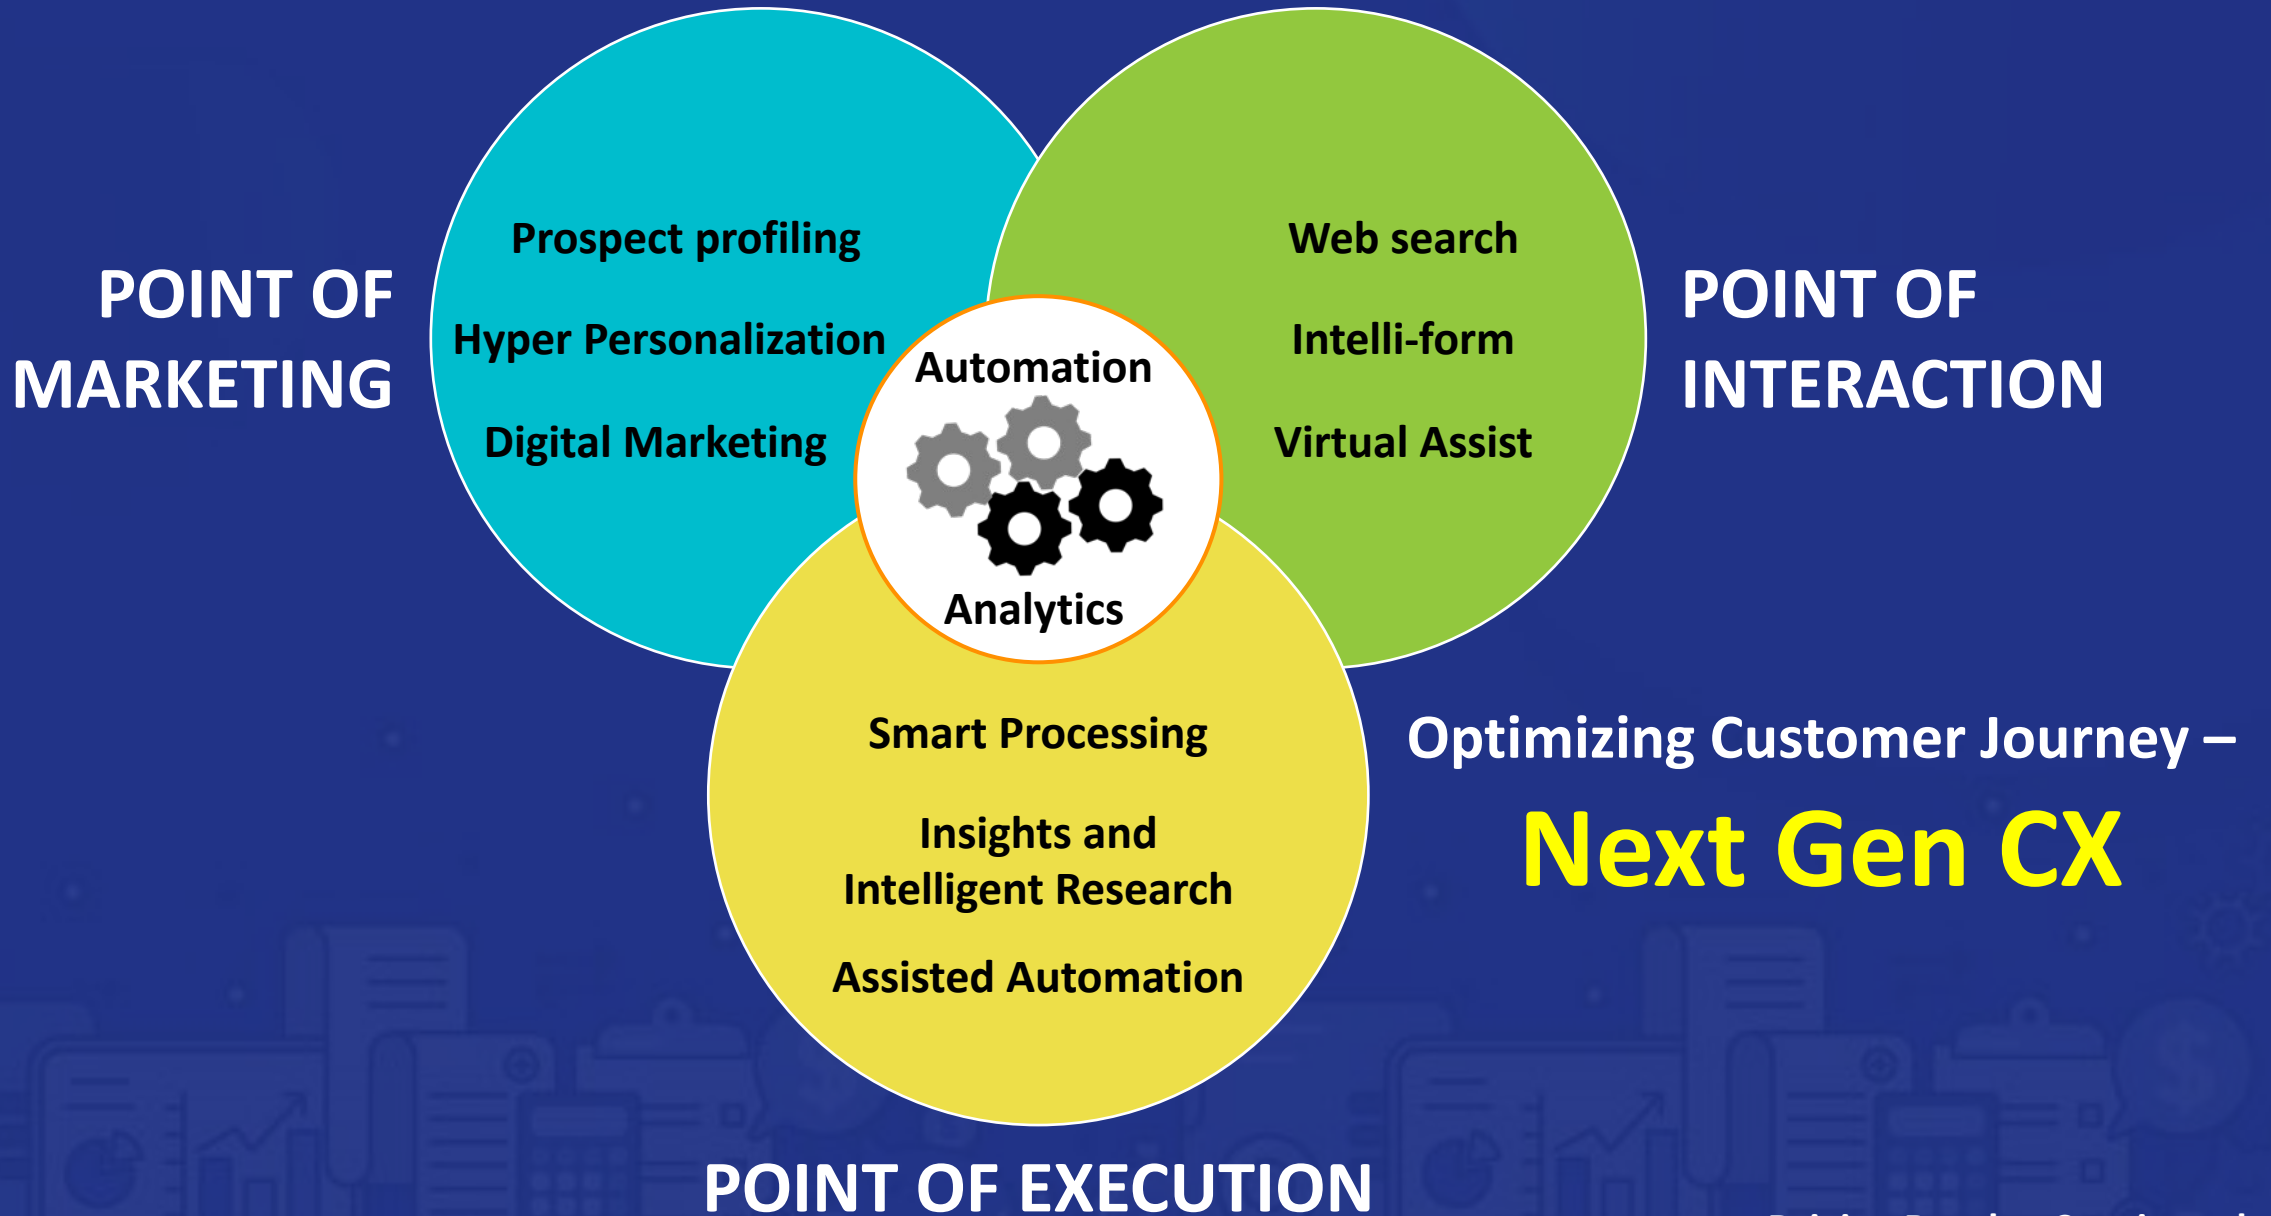 POINT OF
MARKETING
Prospect profiling
Hyper Personalization
Digital Marketing
Web search
Intelli-form
Virtual Assist
POINT OF
INTERACTION
Automation
Analytics
Smart Processing
Insights and
Intelligent Research
Assisted Automation
POINT OF EXECUTION
Optimizing Customer Journey –
Next Gen CX